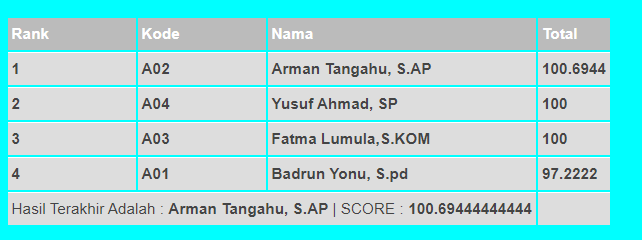 Rank Kode Nama Total
1 A02 Arman Tangahu, S.AP 100.6944
2 A04 Yusuf Ahmad, SP 100
3 A03 Fatma Lumula,S.KOM 100
4 A01 Badrun Yonu, S.pd 97.2222
Hasil Terakhir Adalah : Arman Tangahu, S.AP | SCORE : 100.69444444444